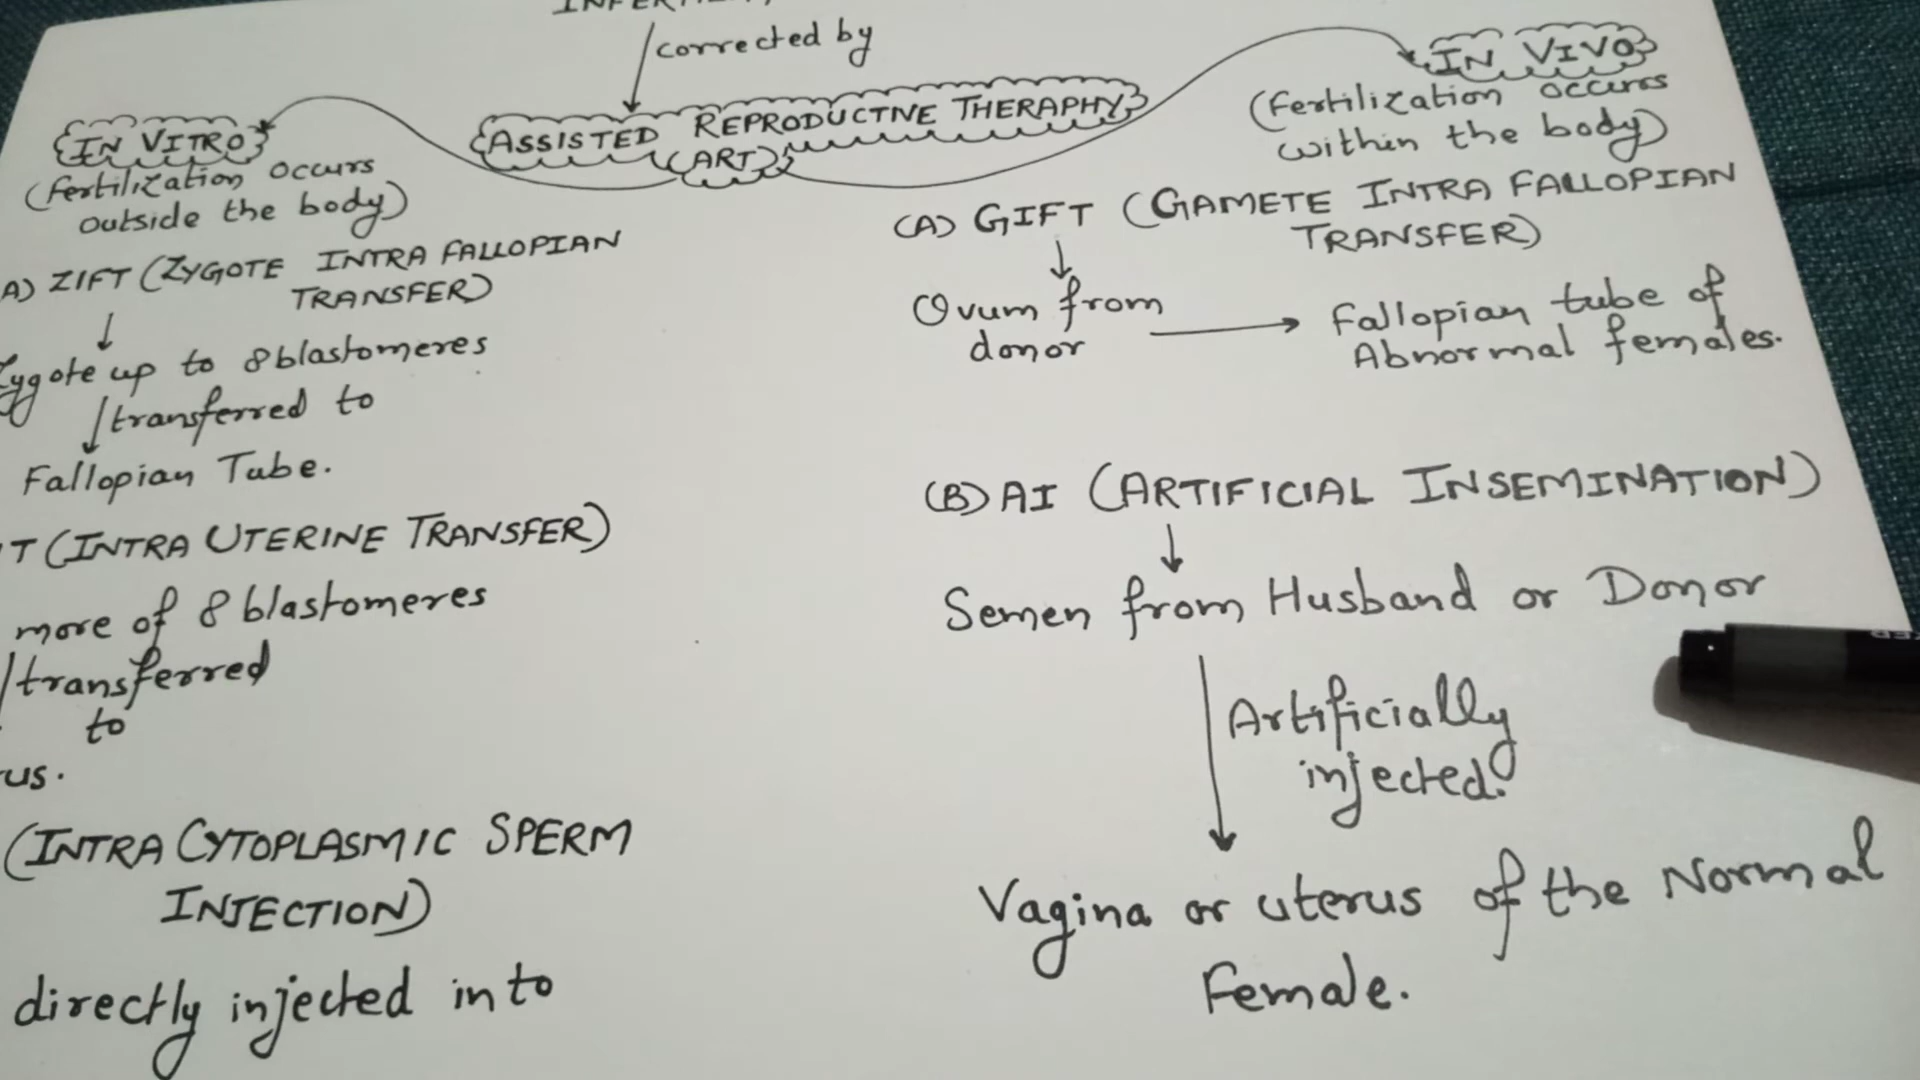 corrected by
ASSISTED REPRODUCTIVE THERAPHY
(ART)
IN VITRO
(fertilization occurs
outside the body)
A) ZIFT (ZYGOTE INTRA FALLOPIAN
TRANSFER)
Zygote up to 8 blastomeres
transferred to
Fallopian Tube.
T (INTRA UTERINE TRANSFER)
more of 8 blastomeres
transferred
to
us.
(INTRA CYTOPLASMIC SPERM
INJECTION)
directly injected into
IN VIVO
(Fertilization occurs
within the body)
(A) GIFT (GAMETE INTRA FALLOPIAN
TRANSFER)
Ovum from
donor
Fallopian tube of
Abnormal females.
(B) AI (ARTIFICIAL INSEMINATION)
Semen from Husband or Donor
Artificially
injected.
Vagina or uterus of the Normal
Female.